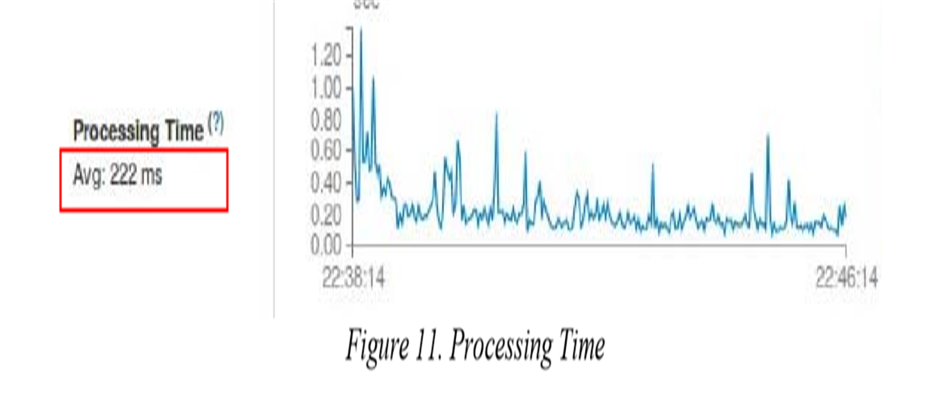 sec
Processing Time (?)
Avg: 222 ms
1.20
1.00
0.80
0.60
0.40
0.20
0.00
22:38:14
22:46:14
Figure 11. Processing Time